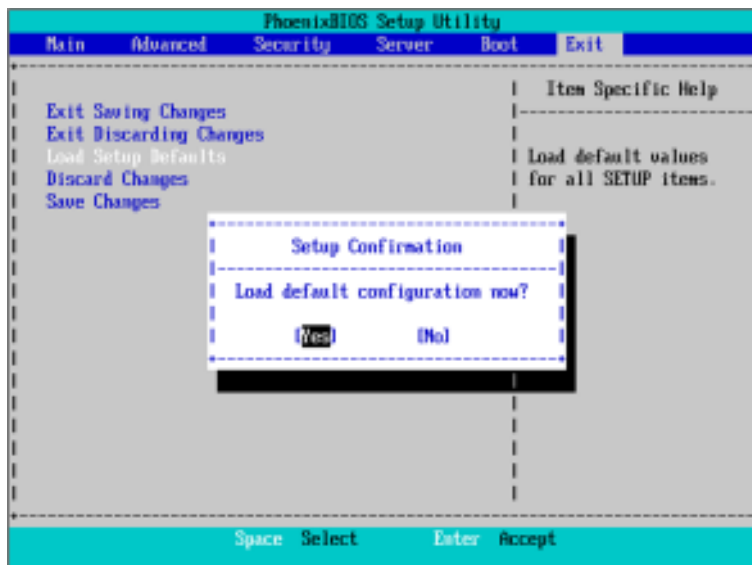 PhoenixBIOS Setup Utility
Main Advanced Security Server Boot Exit
Item Specific Help
Exit Saving Changes
Exit Discarding Changes
Load Setup Defaults
Discard Changes
Save Changes
Load default values
for all SETUP items.
Setup Confirmation
Load default configuration now?
[Yes] [No]
Space Select Enter Accept